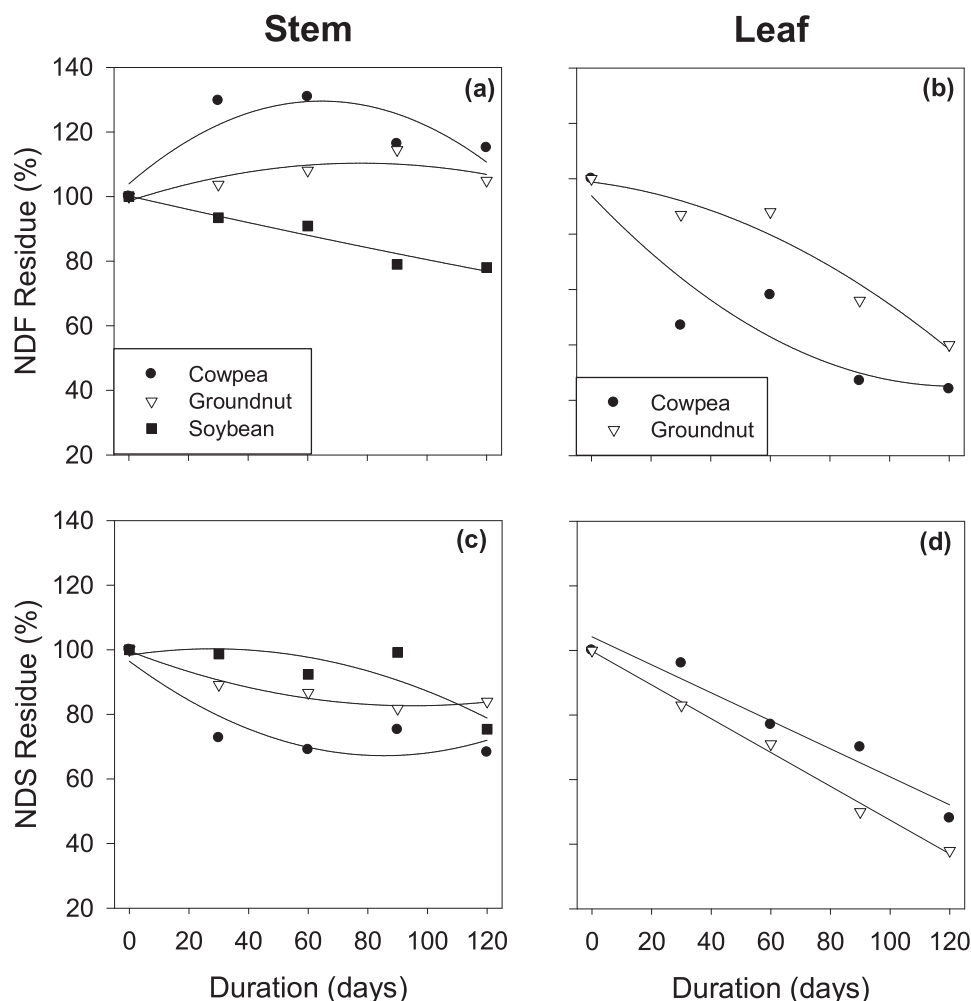 Stem
Leaf
NDF Residue (%)
140
120
100
80
60
40
20
(a)
Cowpea
Groundnut
Soybean
(b)
Cowpea
Groundnut
NDS Residue (%)
140
120
100
80
60
40
20
(c)
(d)
0 20 40 60 80 100 120
0 20 40 60 80 100 120
Duration (days)
Duration (days)